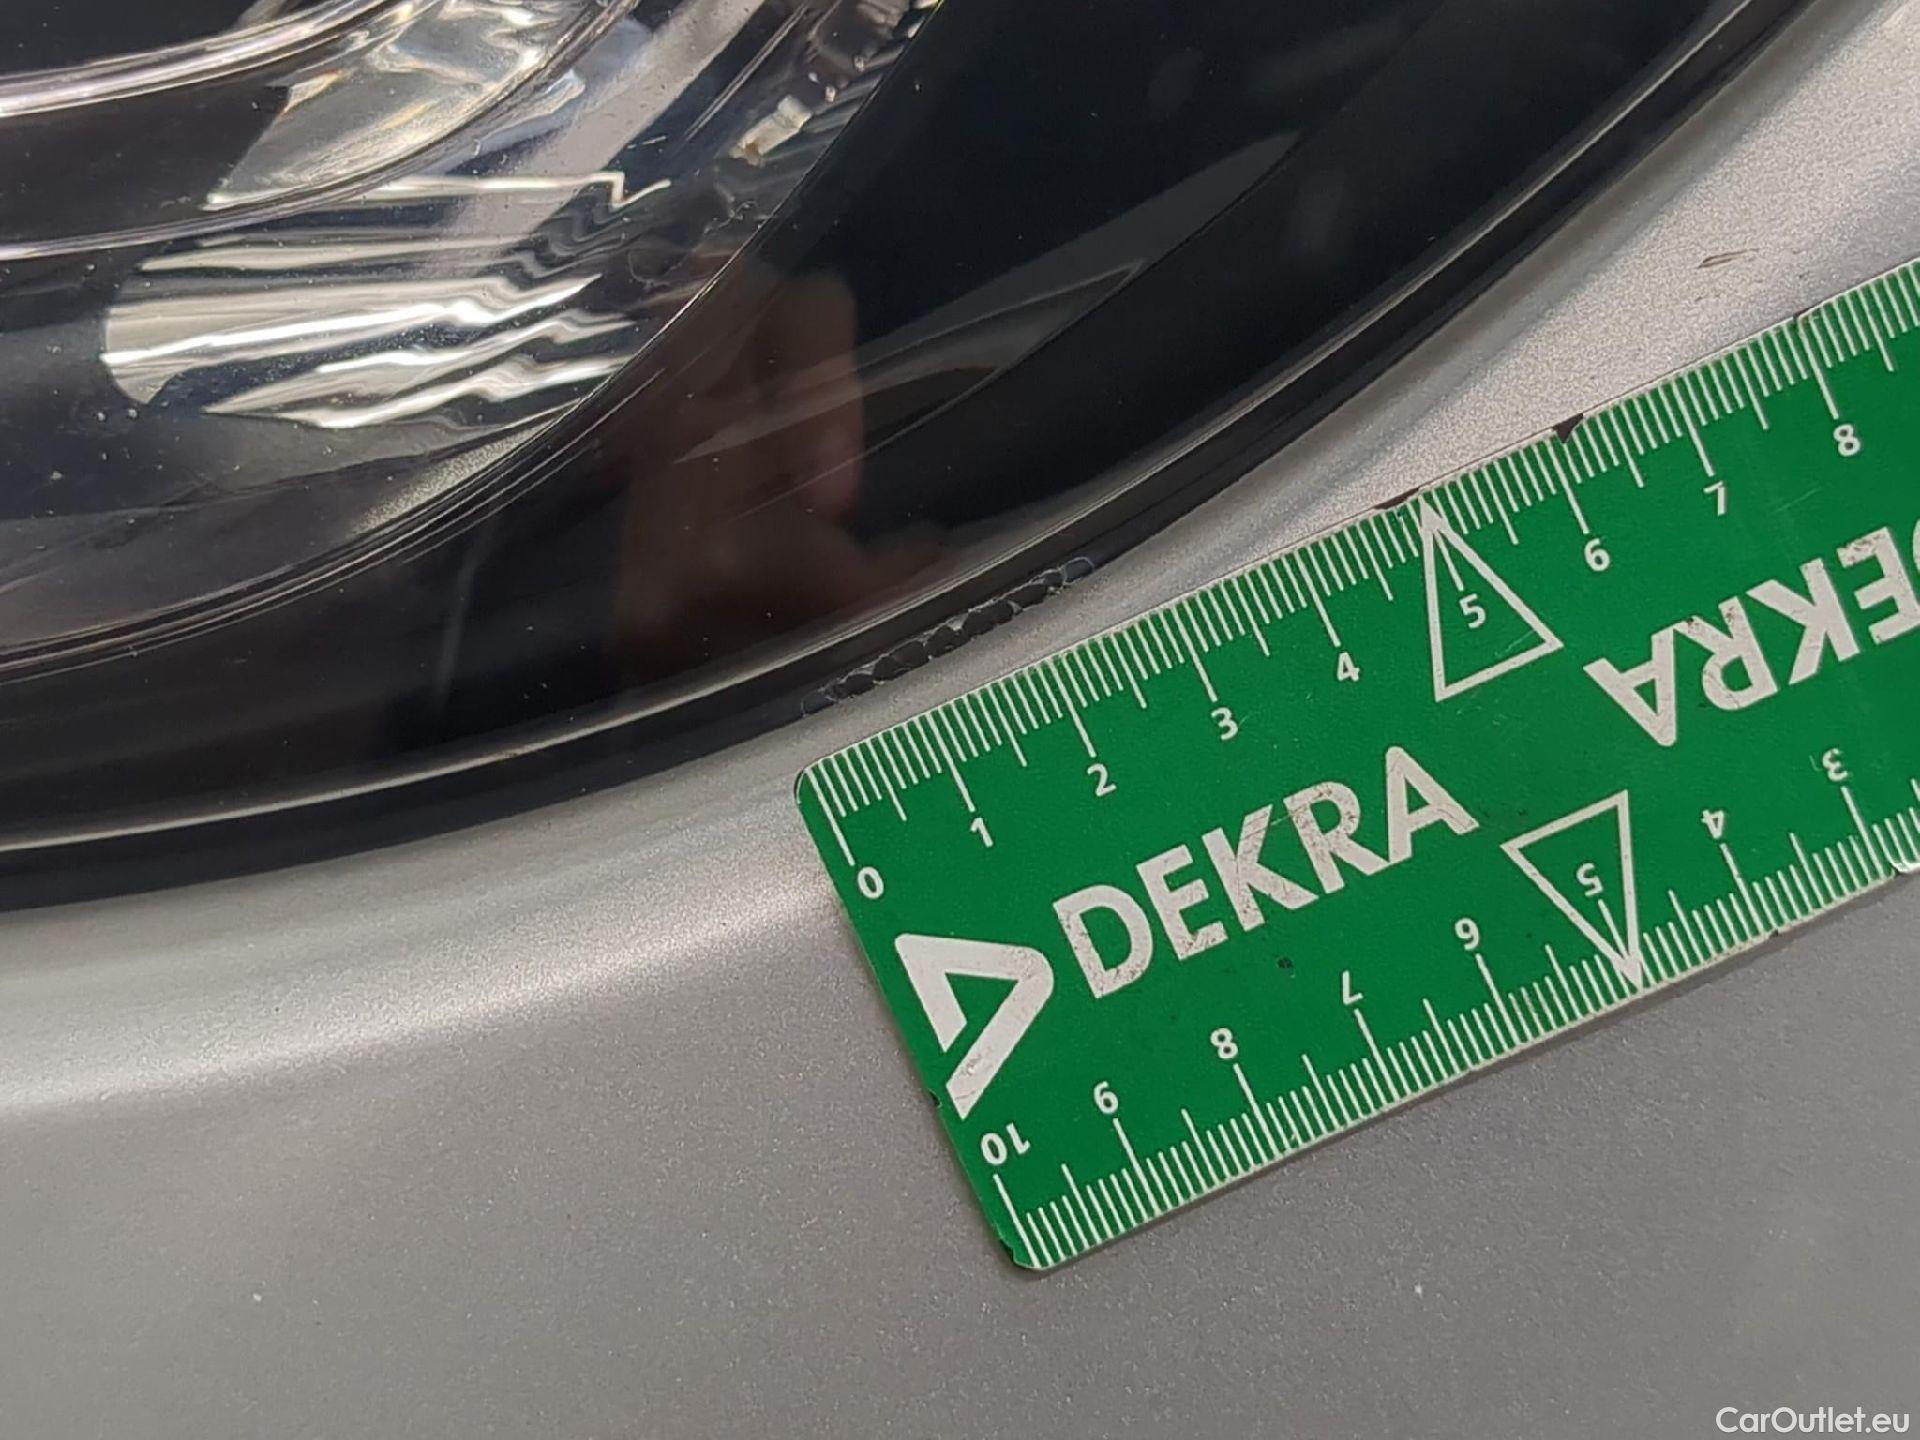 0 1 2 3 4 5 6 7 8
DEKRA
DEKRA
10 9 8 7 6 5 4 3
CarOutlet.eu